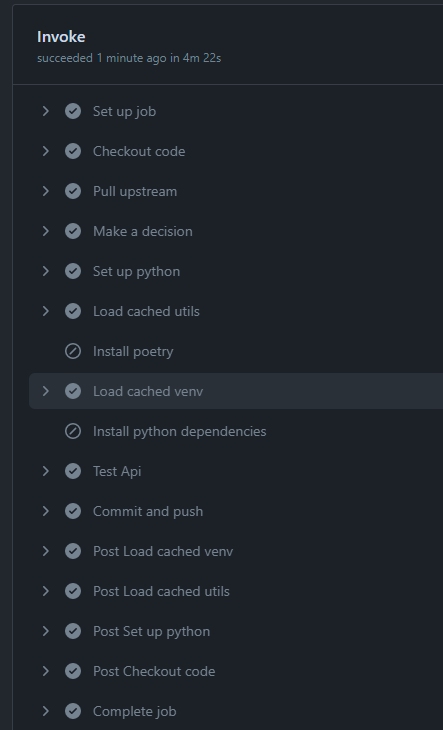 Invoke
succeeded 1 minute ago in 4m 22s
Set up job
Checkout code
Pull upstream
Make a decision
Set up python
Load cached utils
Install poetry
Load cached venv
Install python dependencies
Test Api
Commit and push
Post Load cached venv
Post Load cached utils
Post Set up python
Post Checkout code
Complete job